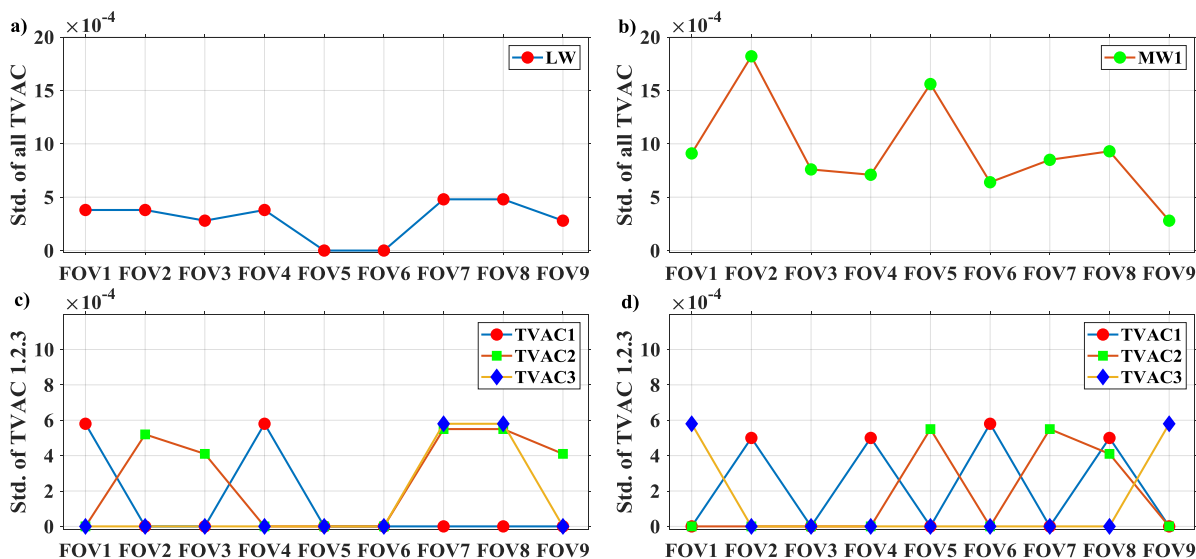 a)
×10⁻⁴
Std. of all TVAC
20
15
10
5
0
LW
FOV1 FOV2 FOV3 FOV4 FOV5 FOV6 FOV7 FOV8 FOV9
b)
×10⁻⁴
Std. of all TVAC
20
15
10
5
0
MW1
FOV1 FOV2 FOV3 FOV4 FOV5 FOV6 FOV7 FOV8 FOV9
c)
×10⁻⁴
Std. of TVAC 1.2.3
10
8
6
4
2
0
TVAC1
TVAC2
TVAC3
FOV1 FOV2 FOV3 FOV4 FOV5 FOV6 FOV7 FOV8 FOV9
d)
×10⁻⁴
Std. of TVAC 1.2.3
10
8
6
4
2
0
TVAC1
TVAC2
TVAC3
FOV1 FOV2 FOV3 FOV4 FOV5 FOV6 FOV7 FOV8 FOV9